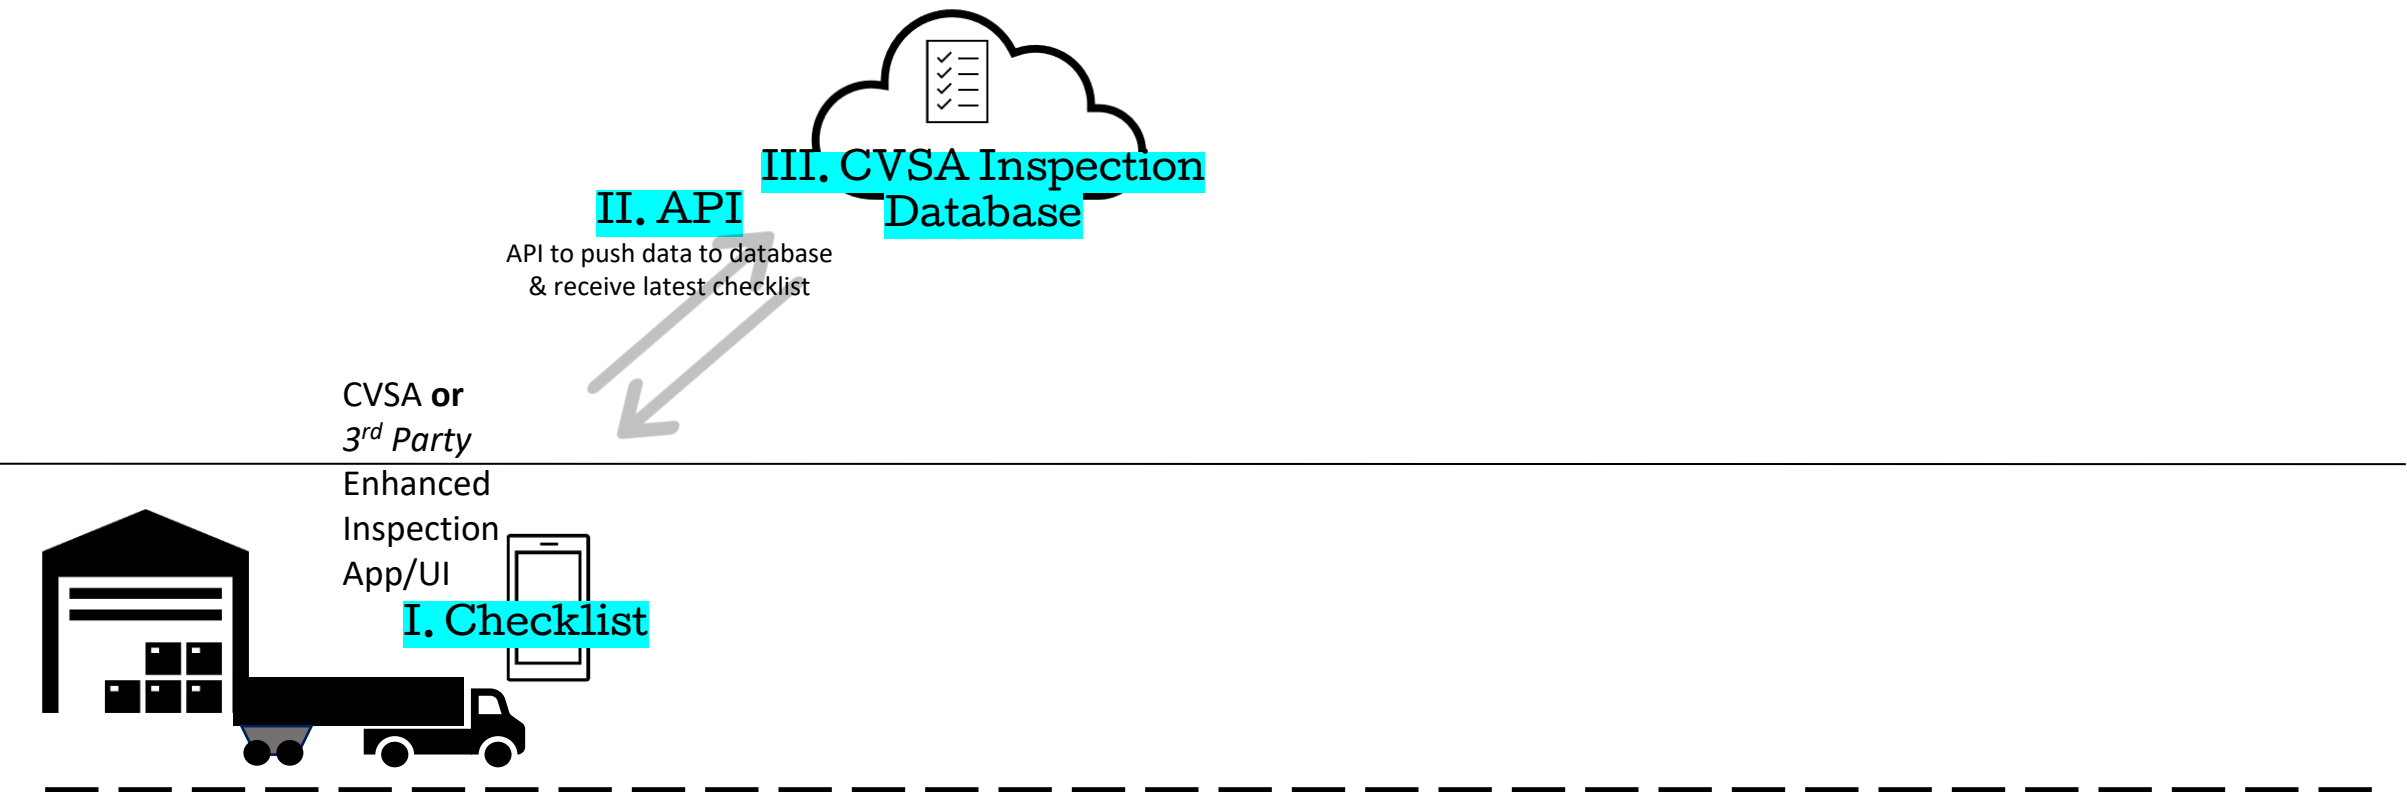 III. CVSA Inspection
Database
II. API
API to push data to database
& receive latest checklist
CVSA or
3rd Party
Enhanced
Inspection
App/UI
I. Checklist